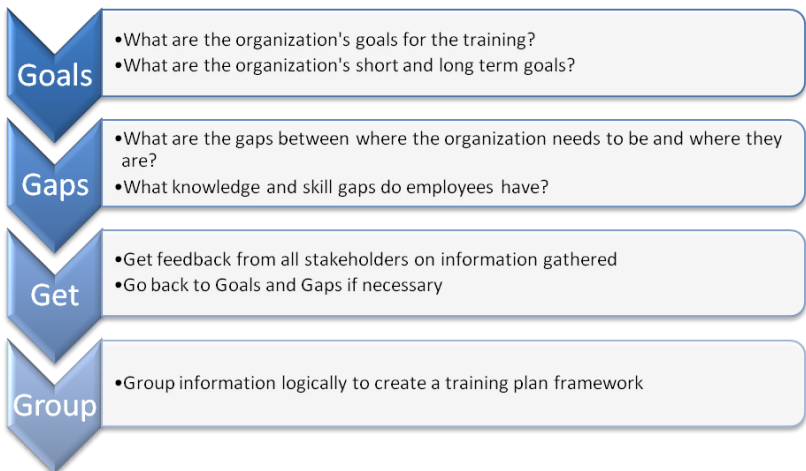 Goals
•What are the organization's goals for the training?
•What are the organization's short and long term goals?
Gaps
•What are the gaps between where the organization needs to be and where they
are?
•What knowledge and skill gaps do employees have?
Get
•Get feedback from all stakeholders on information gathered
•Go back to Goals and Gaps if necessary
Group
•Group information logically to create a training plan framework